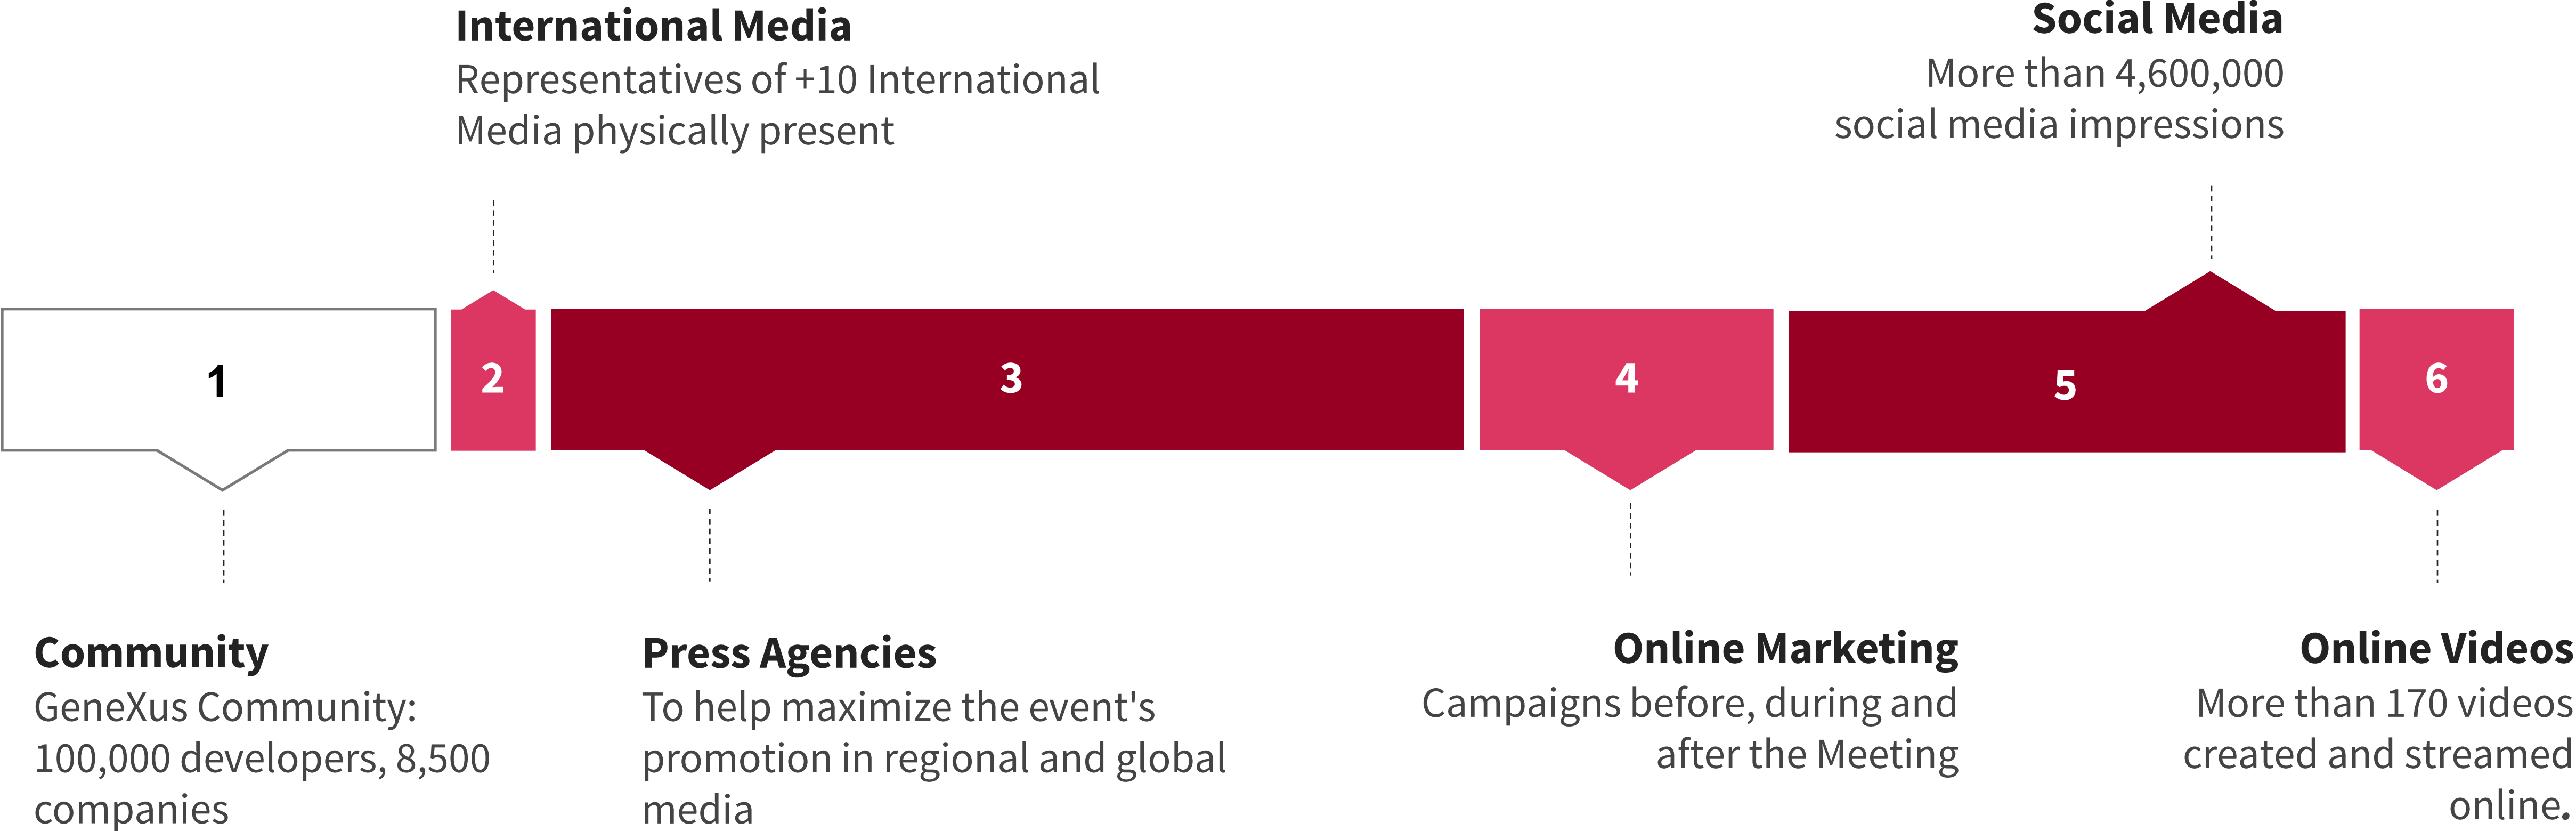 International Media
Representatives of +10 International
Media physically present
Social Media
More than 4,600,000
social media impressions
1
2
3
4
5
6
Community
GeneXus Community:
100,000 developers, 8,500
companies
Press Agencies
To help maximize the event's
promotion in regional and global
media
Online Marketing
Campaigns before, during and
after the Meeting
Online Videos
More than 170 videos
created and streamed
online.